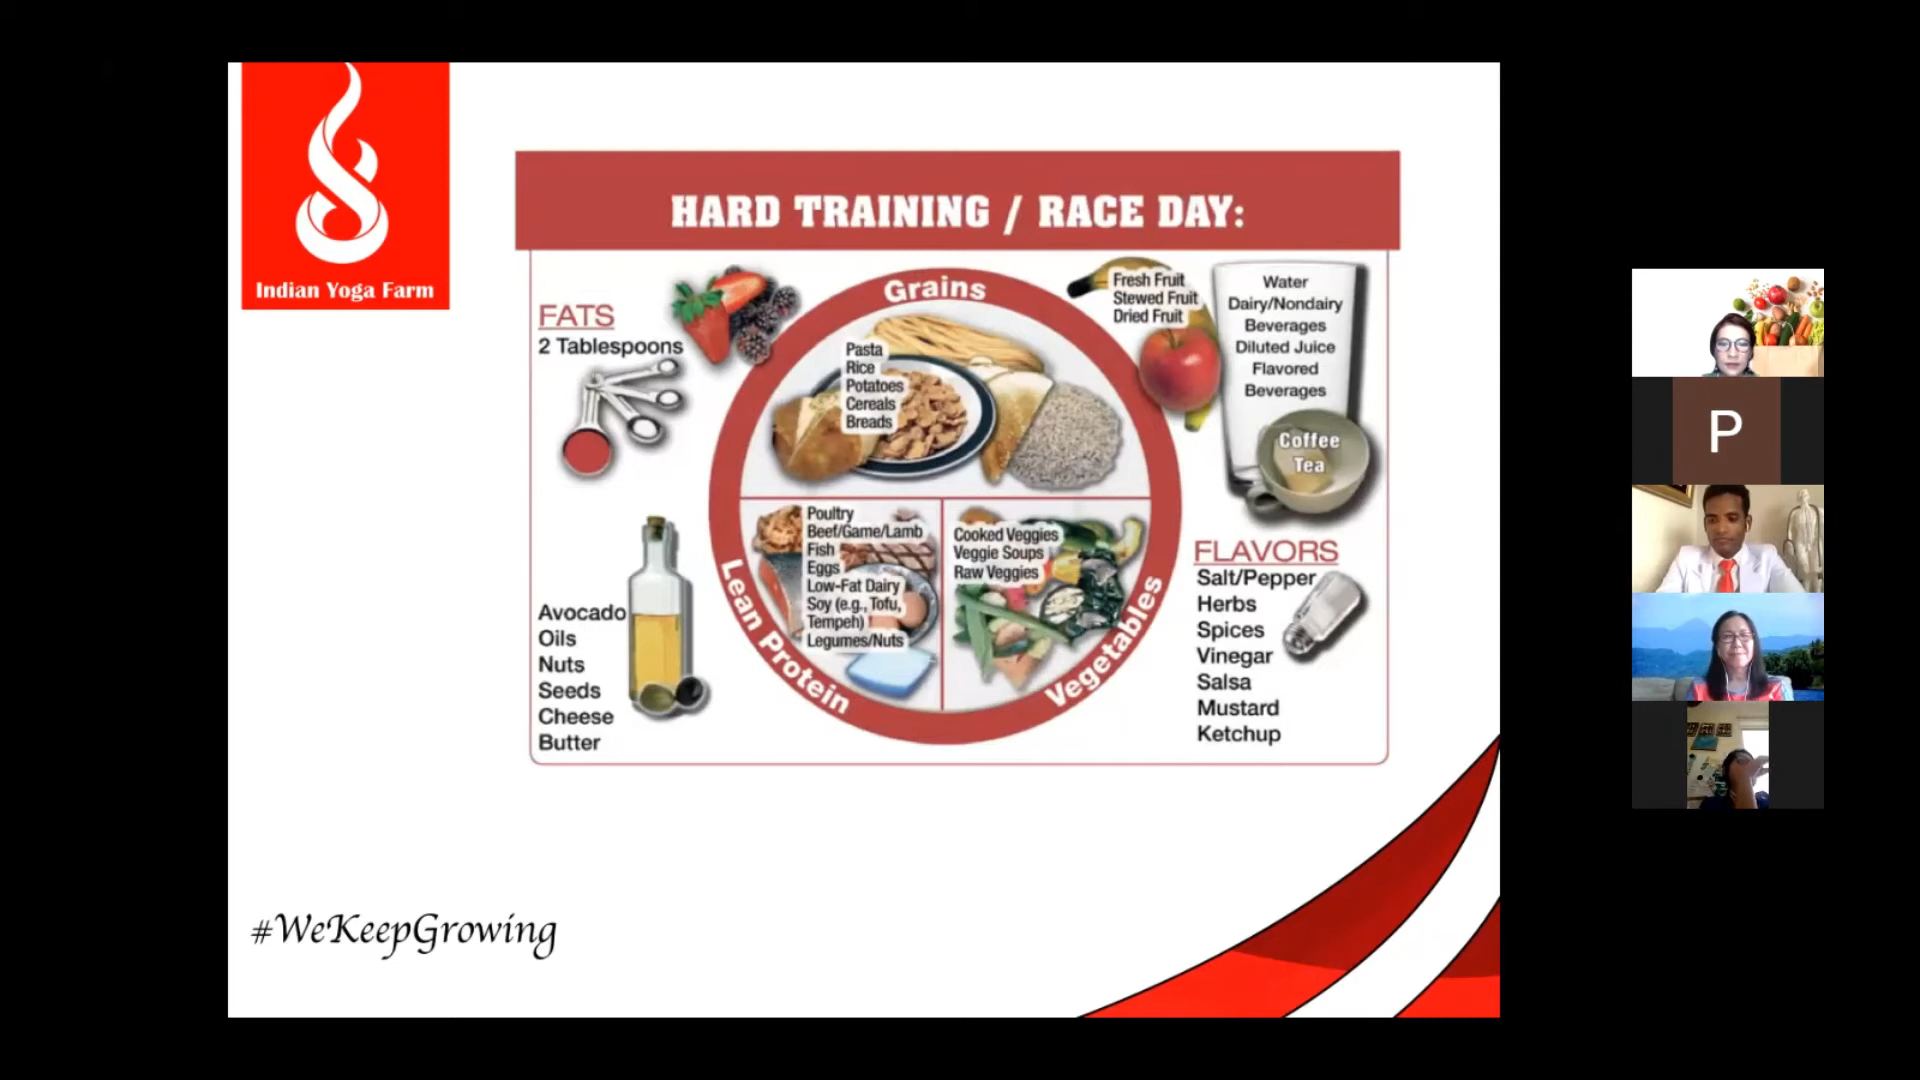 Indian Yoga Farm
HARD TRAINING / RACE DAY:
FATS
2 Tablespoons
Avocado
Oils
Nuts
Seeds
Cheese
Butter
Grains
Pasta
Rice
Potatoes
Cereals
Breads
Lean Protein
Poultry
Beef/Game/Lamb
Fish
Eggs
Low-Fat Dairy
Soy (e.g., Tofu,
Tempeh)
Legumes/Nuts
Vegetables
Cooked Veggies
Veggie Soups
Raw Veggies
Fresh Fruit
Stewed Fruit
Dried Fruit
Water
Dairy/Nondairy
Beverages
Diluted Juice
Flavored
Beverages
Coffee
Tea
FLAVORS
Salt/Pepper
Herbs
Spices
Vinegar
Salsa
Mustard
Ketchup
#WeKeepGrowing
P